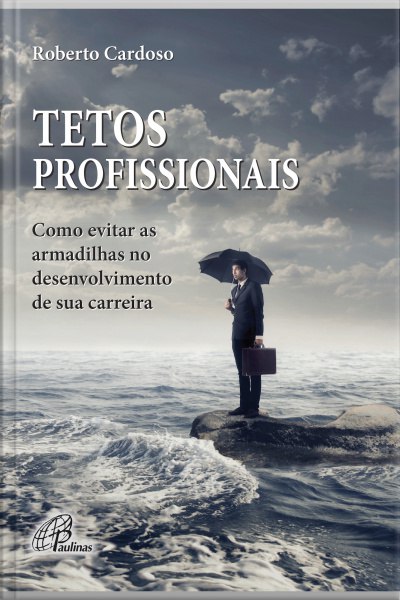 Roberto Cardoso
TETOS
PROFISSIONAIS
Como evitar as
armadilhas no
desenvolvimento
de sua carreira
Paulinas